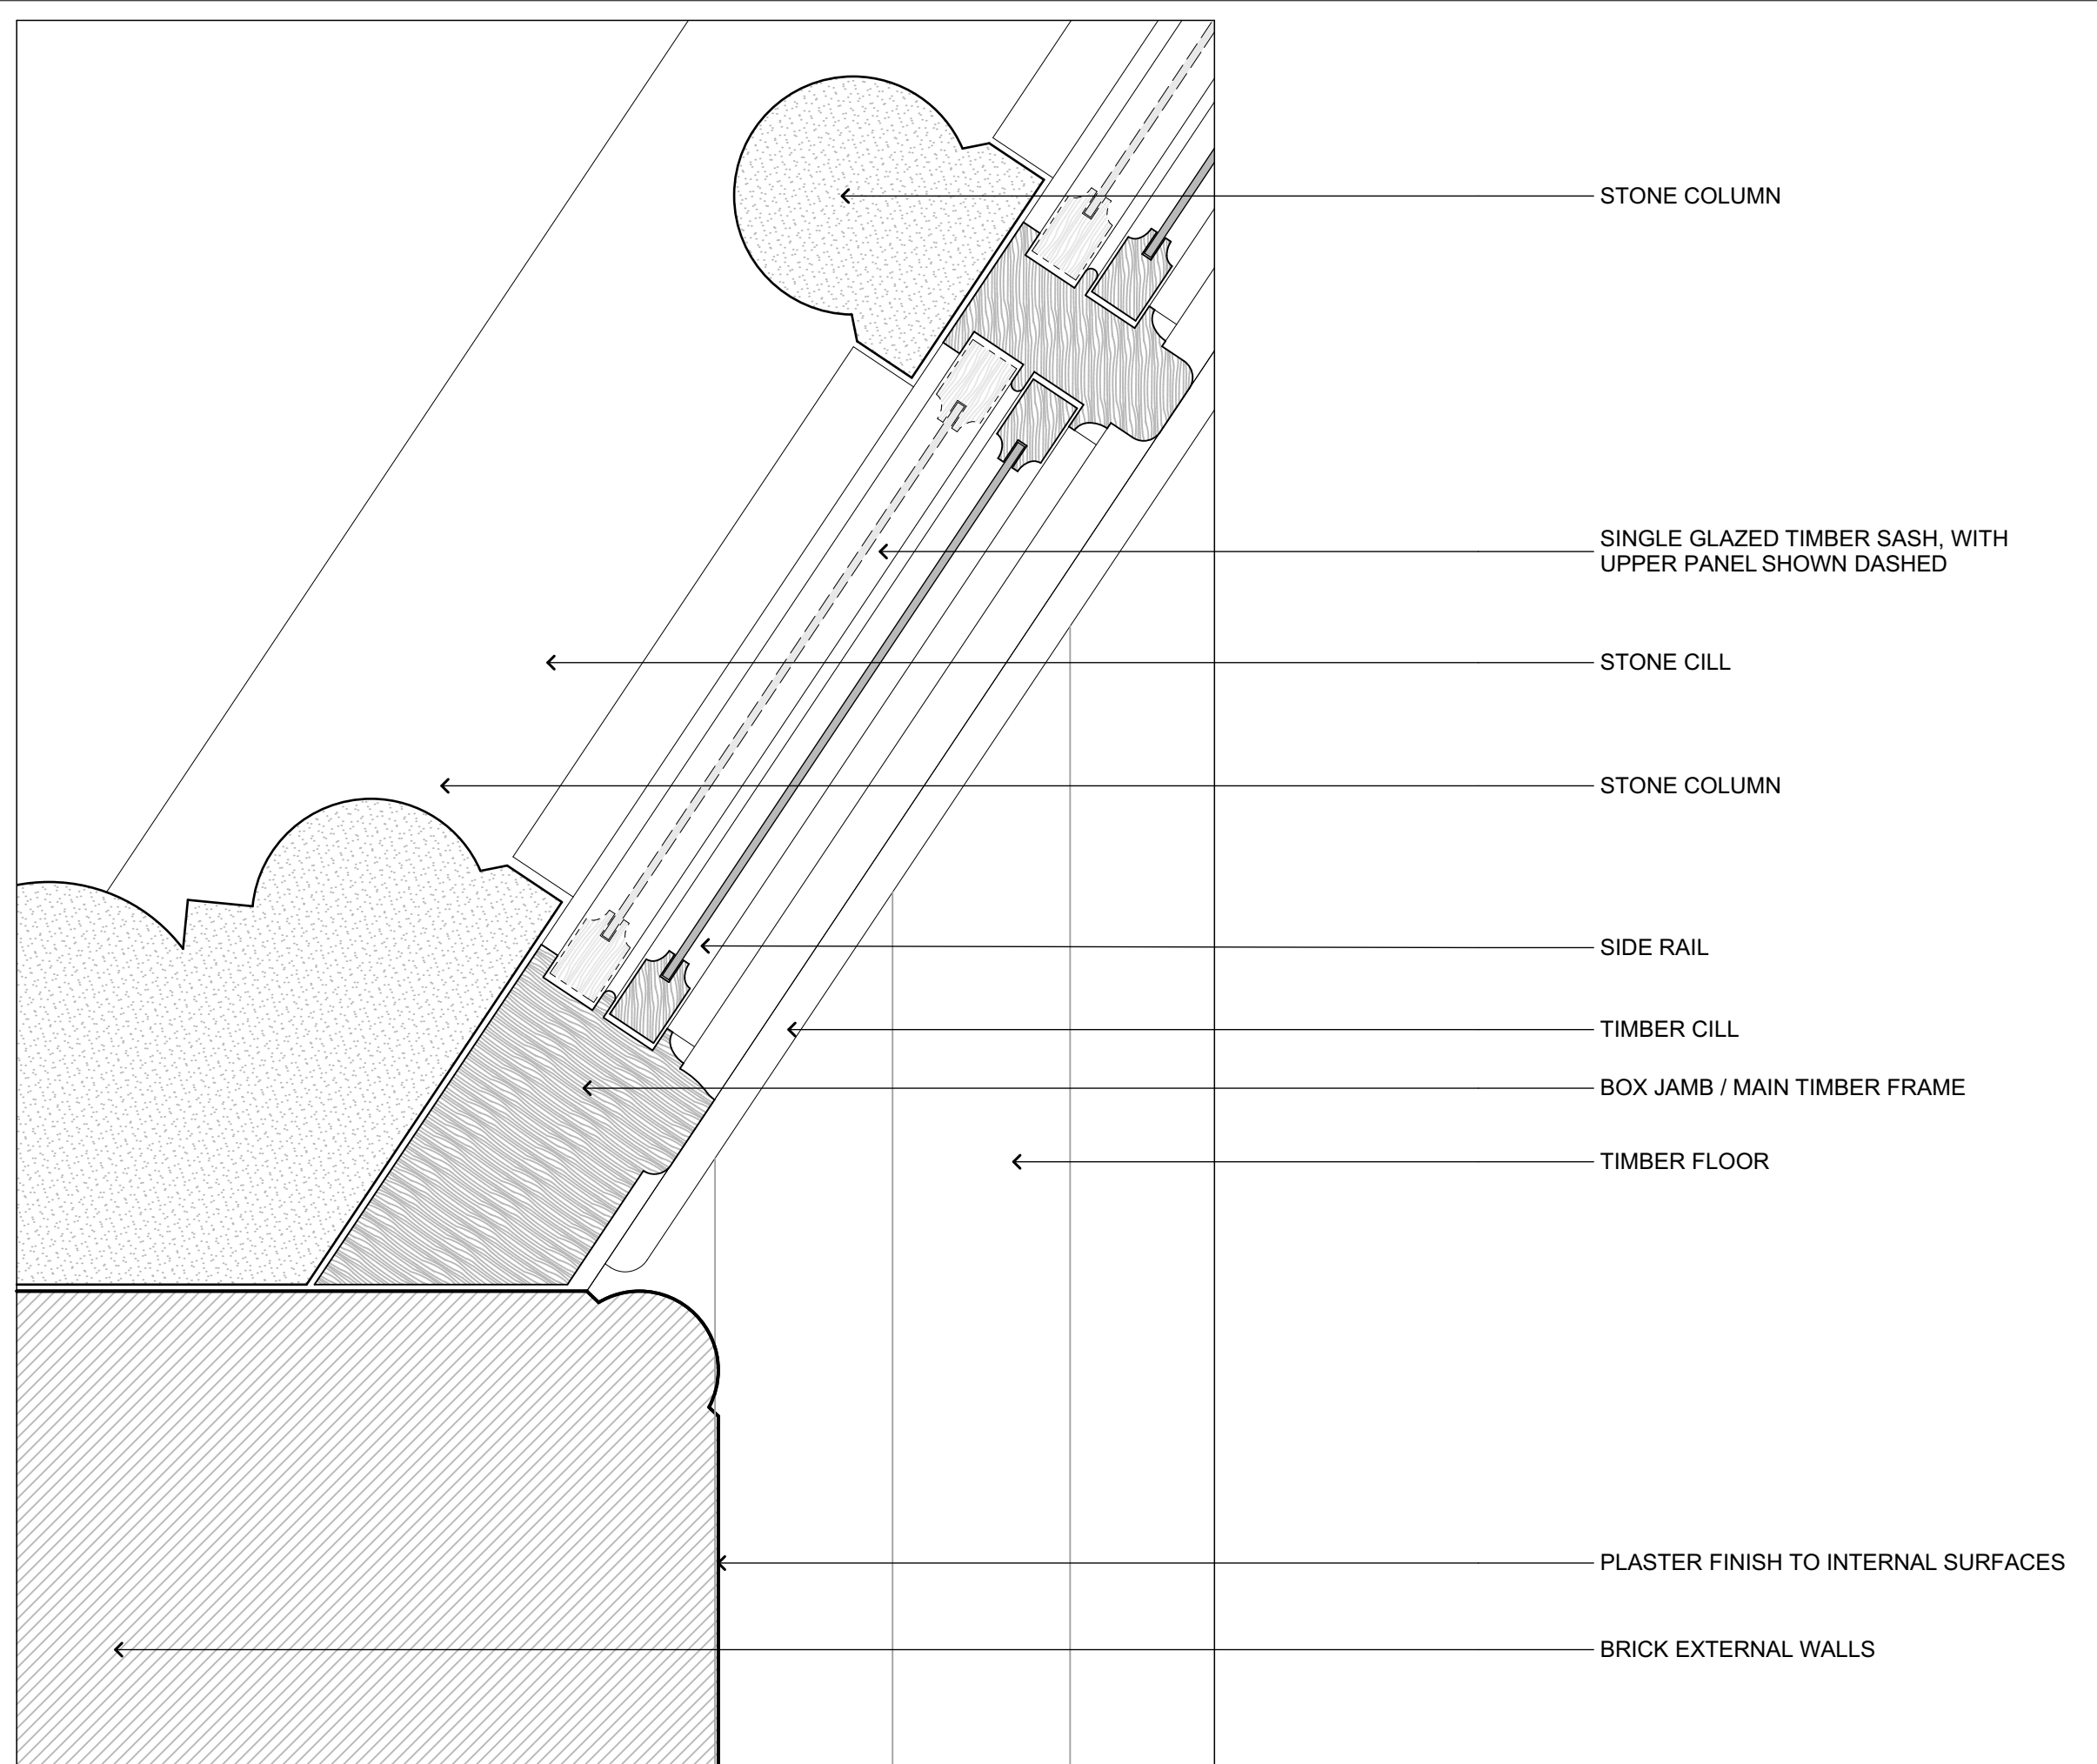 STONE COLUMN
SINGLE GLAZED TIMBER SASH, WITH
UPPER PANEL SHOWN DASHED
STONE CILL
STONE COLUMN
SIDE RAIL
TIMBER CILL
BOX JAMB / MAIN TIMBER FRAME
TIMBER FLOOR
PLASTER FINISH TO INTERNAL SURFACES
BRICK EXTERNAL WALLS